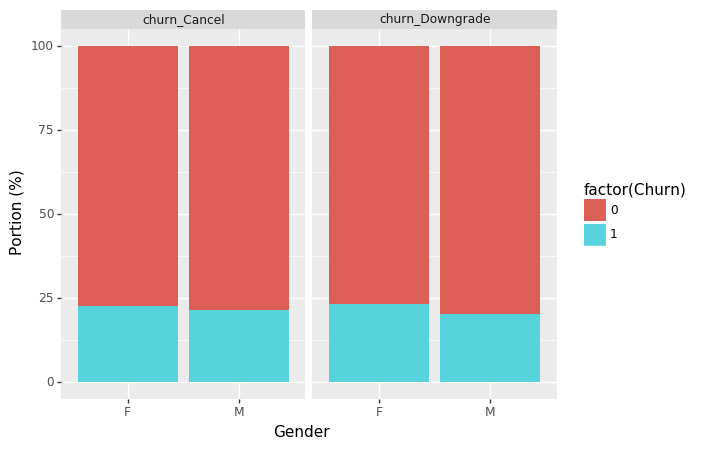 churn_Cancel churn_Downgrade
100
75
50
25
0
Portion (%)
F M F M
Gender
factor(Churn)
0
1